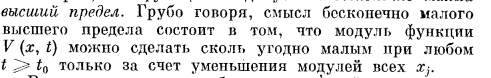 высший предел. Грубо говоря, смысл бесконечно малого
высшего предела состоит в том, что модуль функции
V (x, t) можно сделать сколь угодно малым при любом
t ⩾ t₀ только за счет уменьшения модулей всех xⱼ.